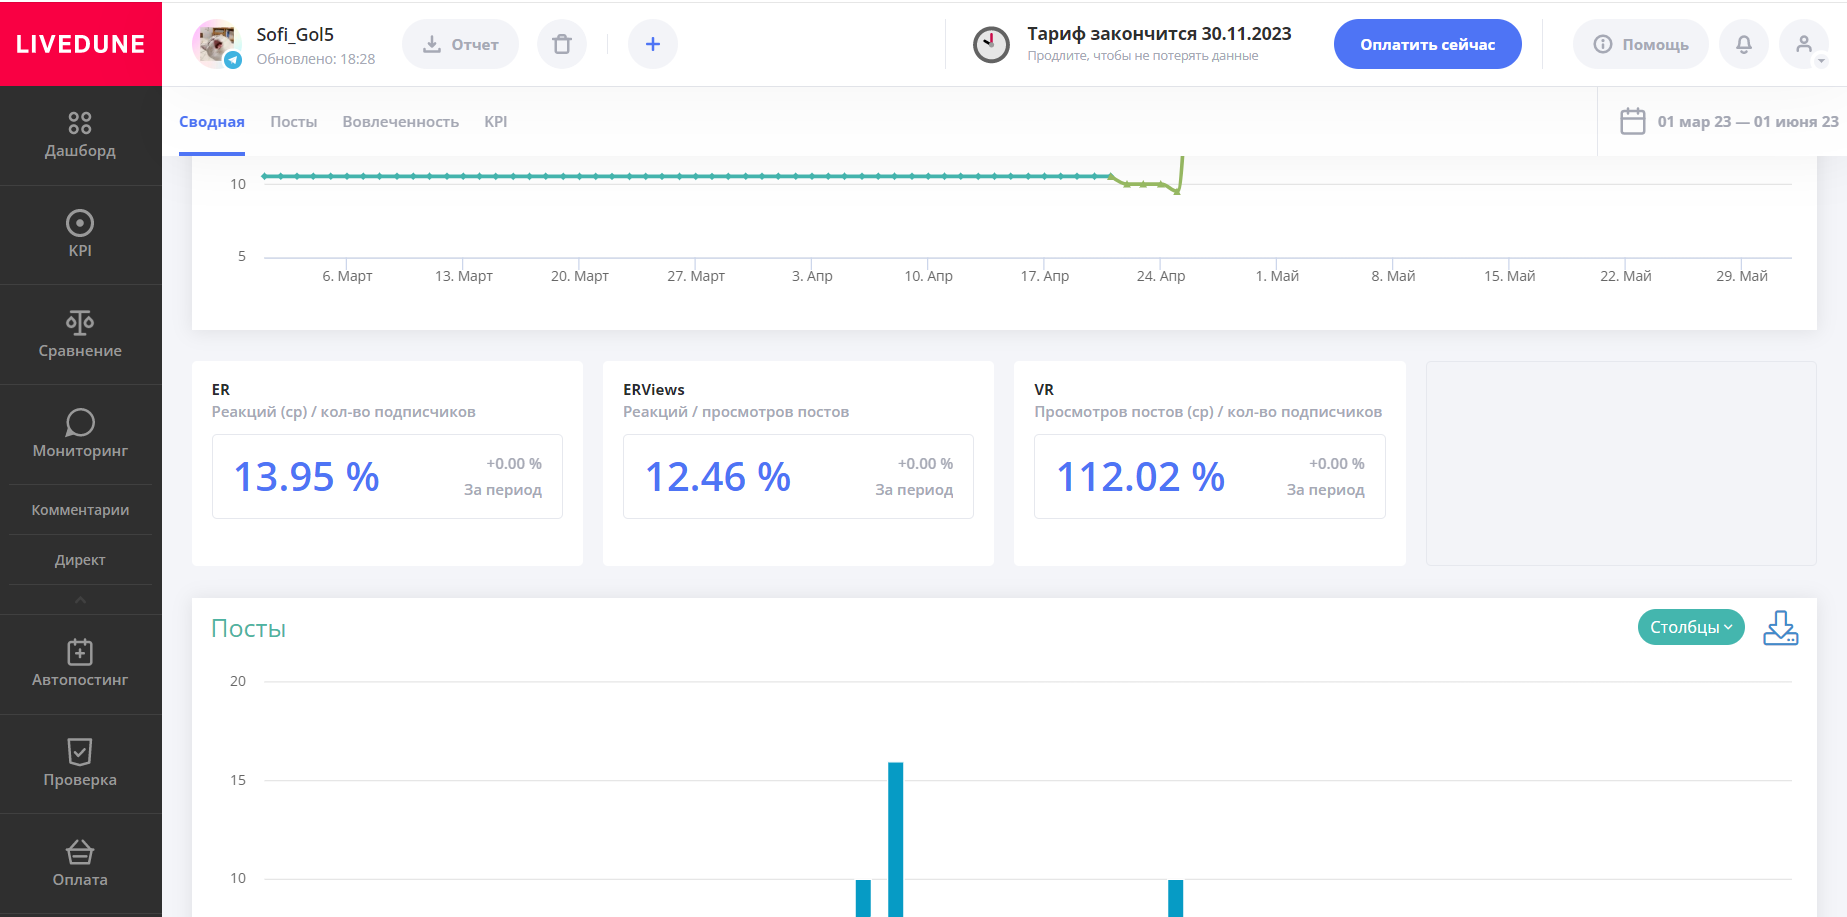 LIVEDUNE
Sofi_Gol5
Обновлено: 18:28
Отчет
Тариф закончится 30.11.2023
Продлите, чтобы не потерять данные
Оплатить сейчас
Помощь
Дашборд
KPI
Сравнение
Мониторинг
Комментарии
Директ
Автопостинг
Проверка
Оплата
Сводная
Посты
Вовлеченность
KPI
01 мар 23 — 01 июня 23
10
5
6. Март
13. Март
20. Март
27. Март
3. Апр
10. Апр
17. Апр
24. Апр
1. Май
8. Май
15. Май
22. Май
29. Май
ER
Реакций (ср) / кол-во подписчиков
13.95 %
+0.00 %
За период
ERViews
Реакций / просмотров постов
12.46 %
+0.00 %
За период
VR
Просмотров постов (ср) / кол-во подписчиков
112.02 %
+0.00 %
За период
Посты
Столбцы
20
15
10